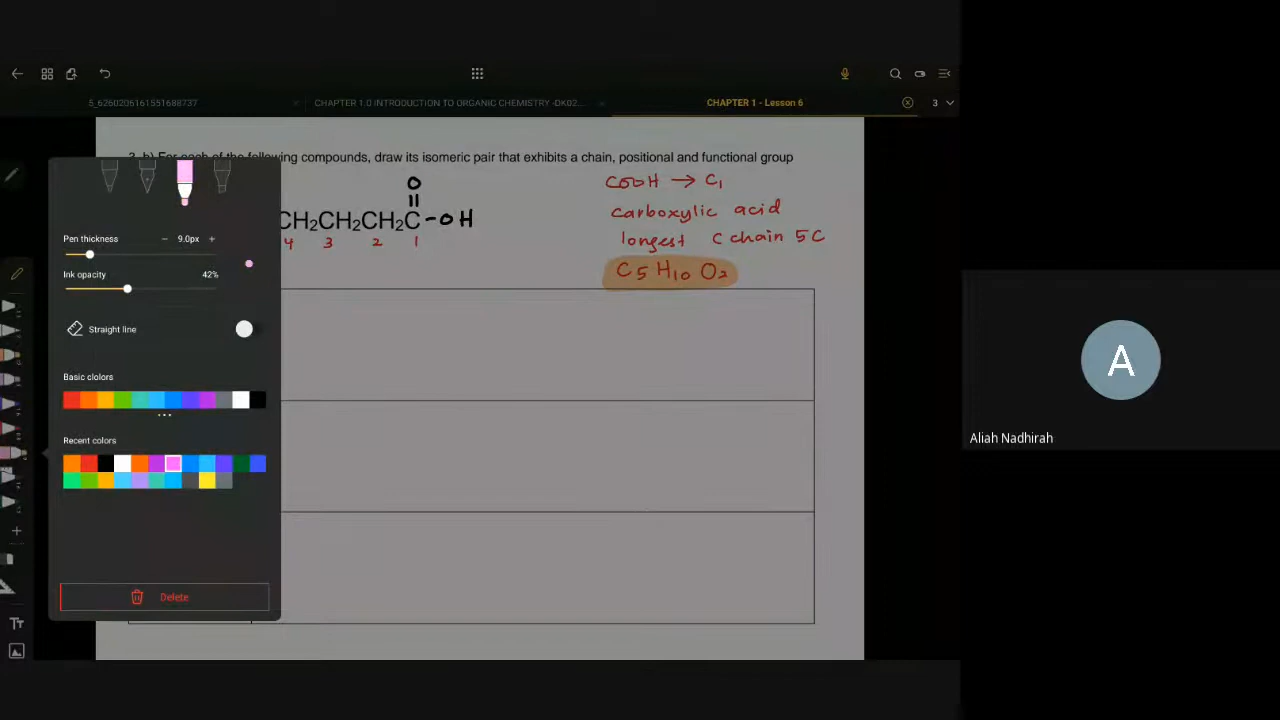 5_6260206161551688737
CHAPTER 1.0 INTRODUCTION TO ORGANIC CHEMISTRY -DK02...
CHAPTER 1 - Lesson 6
3
2. b) For each of the following compounds, draw its isomeric pair that exhibits a chain, positional and functional group
O
CH₂CH₂CH₂C-OH
4 3 2 1
COOH → C₁
carboxylic acid
longest C chain 5C
C₅H₁₀O₂
Pen thickness
- 9.0px +
Ink opacity
42%
Straight line
Basic clolors
Recent colors
Delete
Tт
A
Aliah Nadhirah